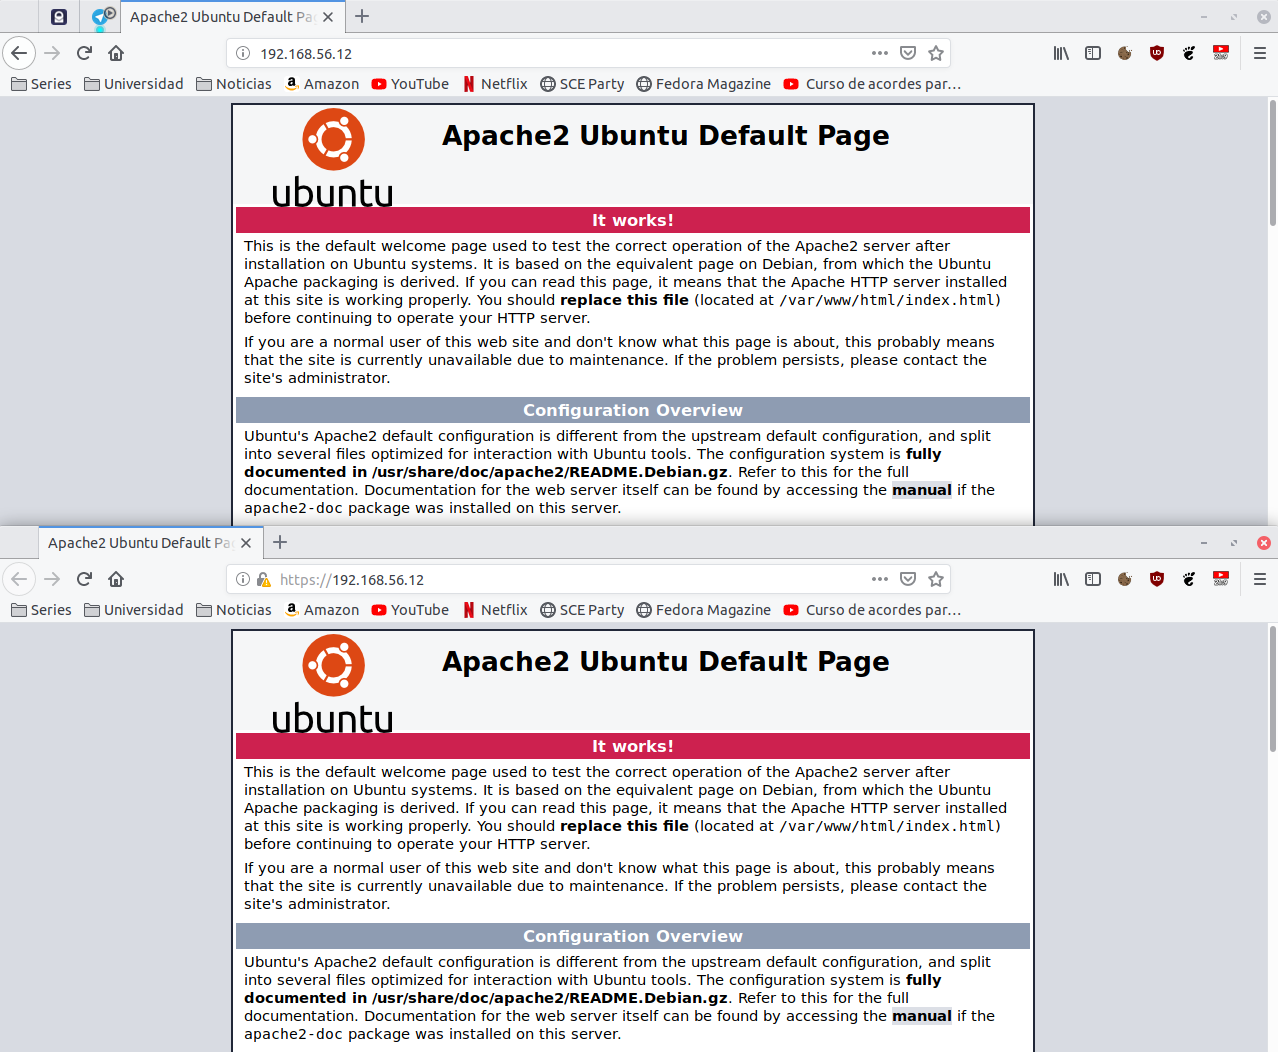 Apache2 Ubuntu Default Pa
192.168.56.12
Series Universidad Noticias Amazon YouTube Netflix SCE Party Fedora Magazine Curso de acordes par…
ubuntu
Apache2 Ubuntu Default Page
It works!
This is the default welcome page used to test the correct operation of the Apache2 server after
installation on Ubuntu systems. It is based on the equivalent page on Debian, from which the Ubuntu
Apache packaging is derived. If you can read this page, it means that the Apache HTTP server installed
at this site is working properly. You should replace this file (located at /var/www/html/index.html)
before continuing to operate your HTTP server.
If you are a normal user of this web site and don't know what this page is about, this probably means
that the site is currently unavailable due to maintenance. If the problem persists, please contact the
site's administrator.
Configuration Overview
Ubuntu's Apache2 default configuration is different from the upstream default configuration, and split
into several files optimized for interaction with Ubuntu tools. The configuration system is fully
documented in /usr/share/doc/apache2/README.Debian.gz. Refer to this for the full
documentation. Documentation for the web server itself can be found by accessing the manual if the
apache2-doc package was installed on this server.
Apache2 Ubuntu Default Pa
https://192.168.56.12
Series Universidad Noticias Amazon YouTube Netflix SCE Party Fedora Magazine Curso de acordes par…
ubuntu
Apache2 Ubuntu Default Page
It works!
This is the default welcome page used to test the correct operation of the Apache2 server after
installation on Ubuntu systems. It is based on the equivalent page on Debian, from which the Ubuntu
Apache packaging is derived. If you can read this page, it means that the Apache HTTP server installed
at this site is working properly. You should replace this file (located at /var/www/html/index.html)
before continuing to operate your HTTP server.
If you are a normal user of this web site and don't know what this page is about, this probably means
that the site is currently unavailable due to maintenance. If the problem persists, please contact the
site's administrator.
Configuration Overview
Ubuntu's Apache2 default configuration is different from the upstream default configuration, and split
into several files optimized for interaction with Ubuntu tools. The configuration system is fully
documented in /usr/share/doc/apache2/README.Debian.gz. Refer to this for the full
documentation. Documentation for the web server itself can be found by accessing the manual if the
apache2-doc package was installed on this server.